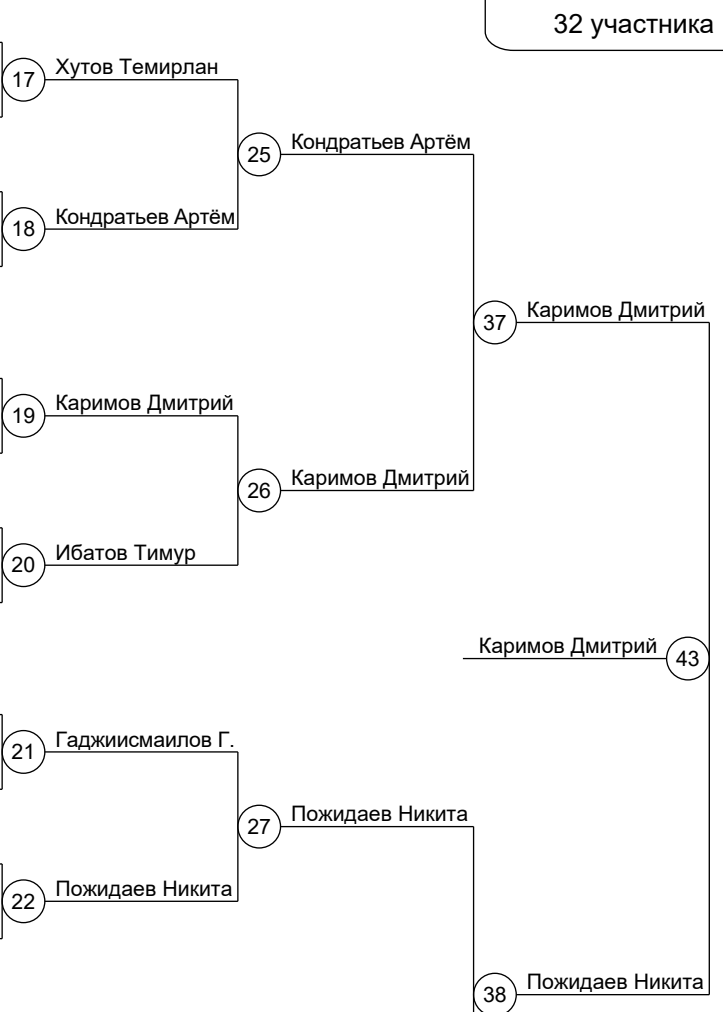 32 участника
17 Хутов Темирлан
25 Кондратьев Артём
18 Кондратьев Артём
37 Каримов Дмитрий
19 Каримов Дмитрий
26 Каримов Дмитрий
20 Ибатов Тимур
Каримов Дмитрий 43
21 Гаджиисмаилов Г.
27 Пожидаев Никита
22 Пожидаев Никита
38 Пожидаев Никита